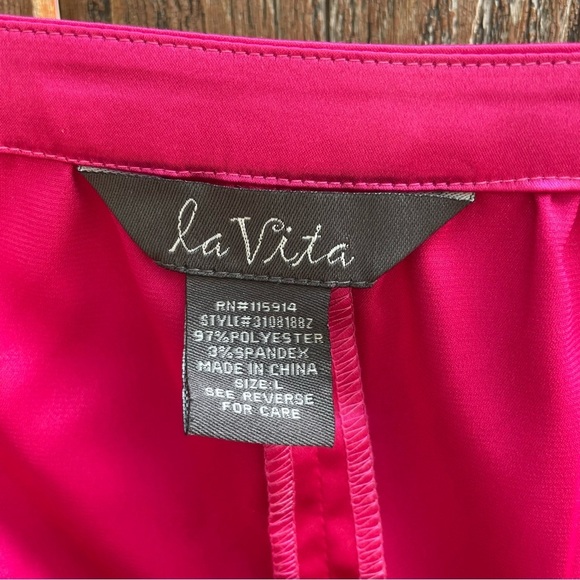 la Vita
RN#115914
STYLE#3108188Z
97%POLYESTER
3%SPANDEX
MADE IN CHINA
SIZE:L
SEE REVERSE
FOR CARE